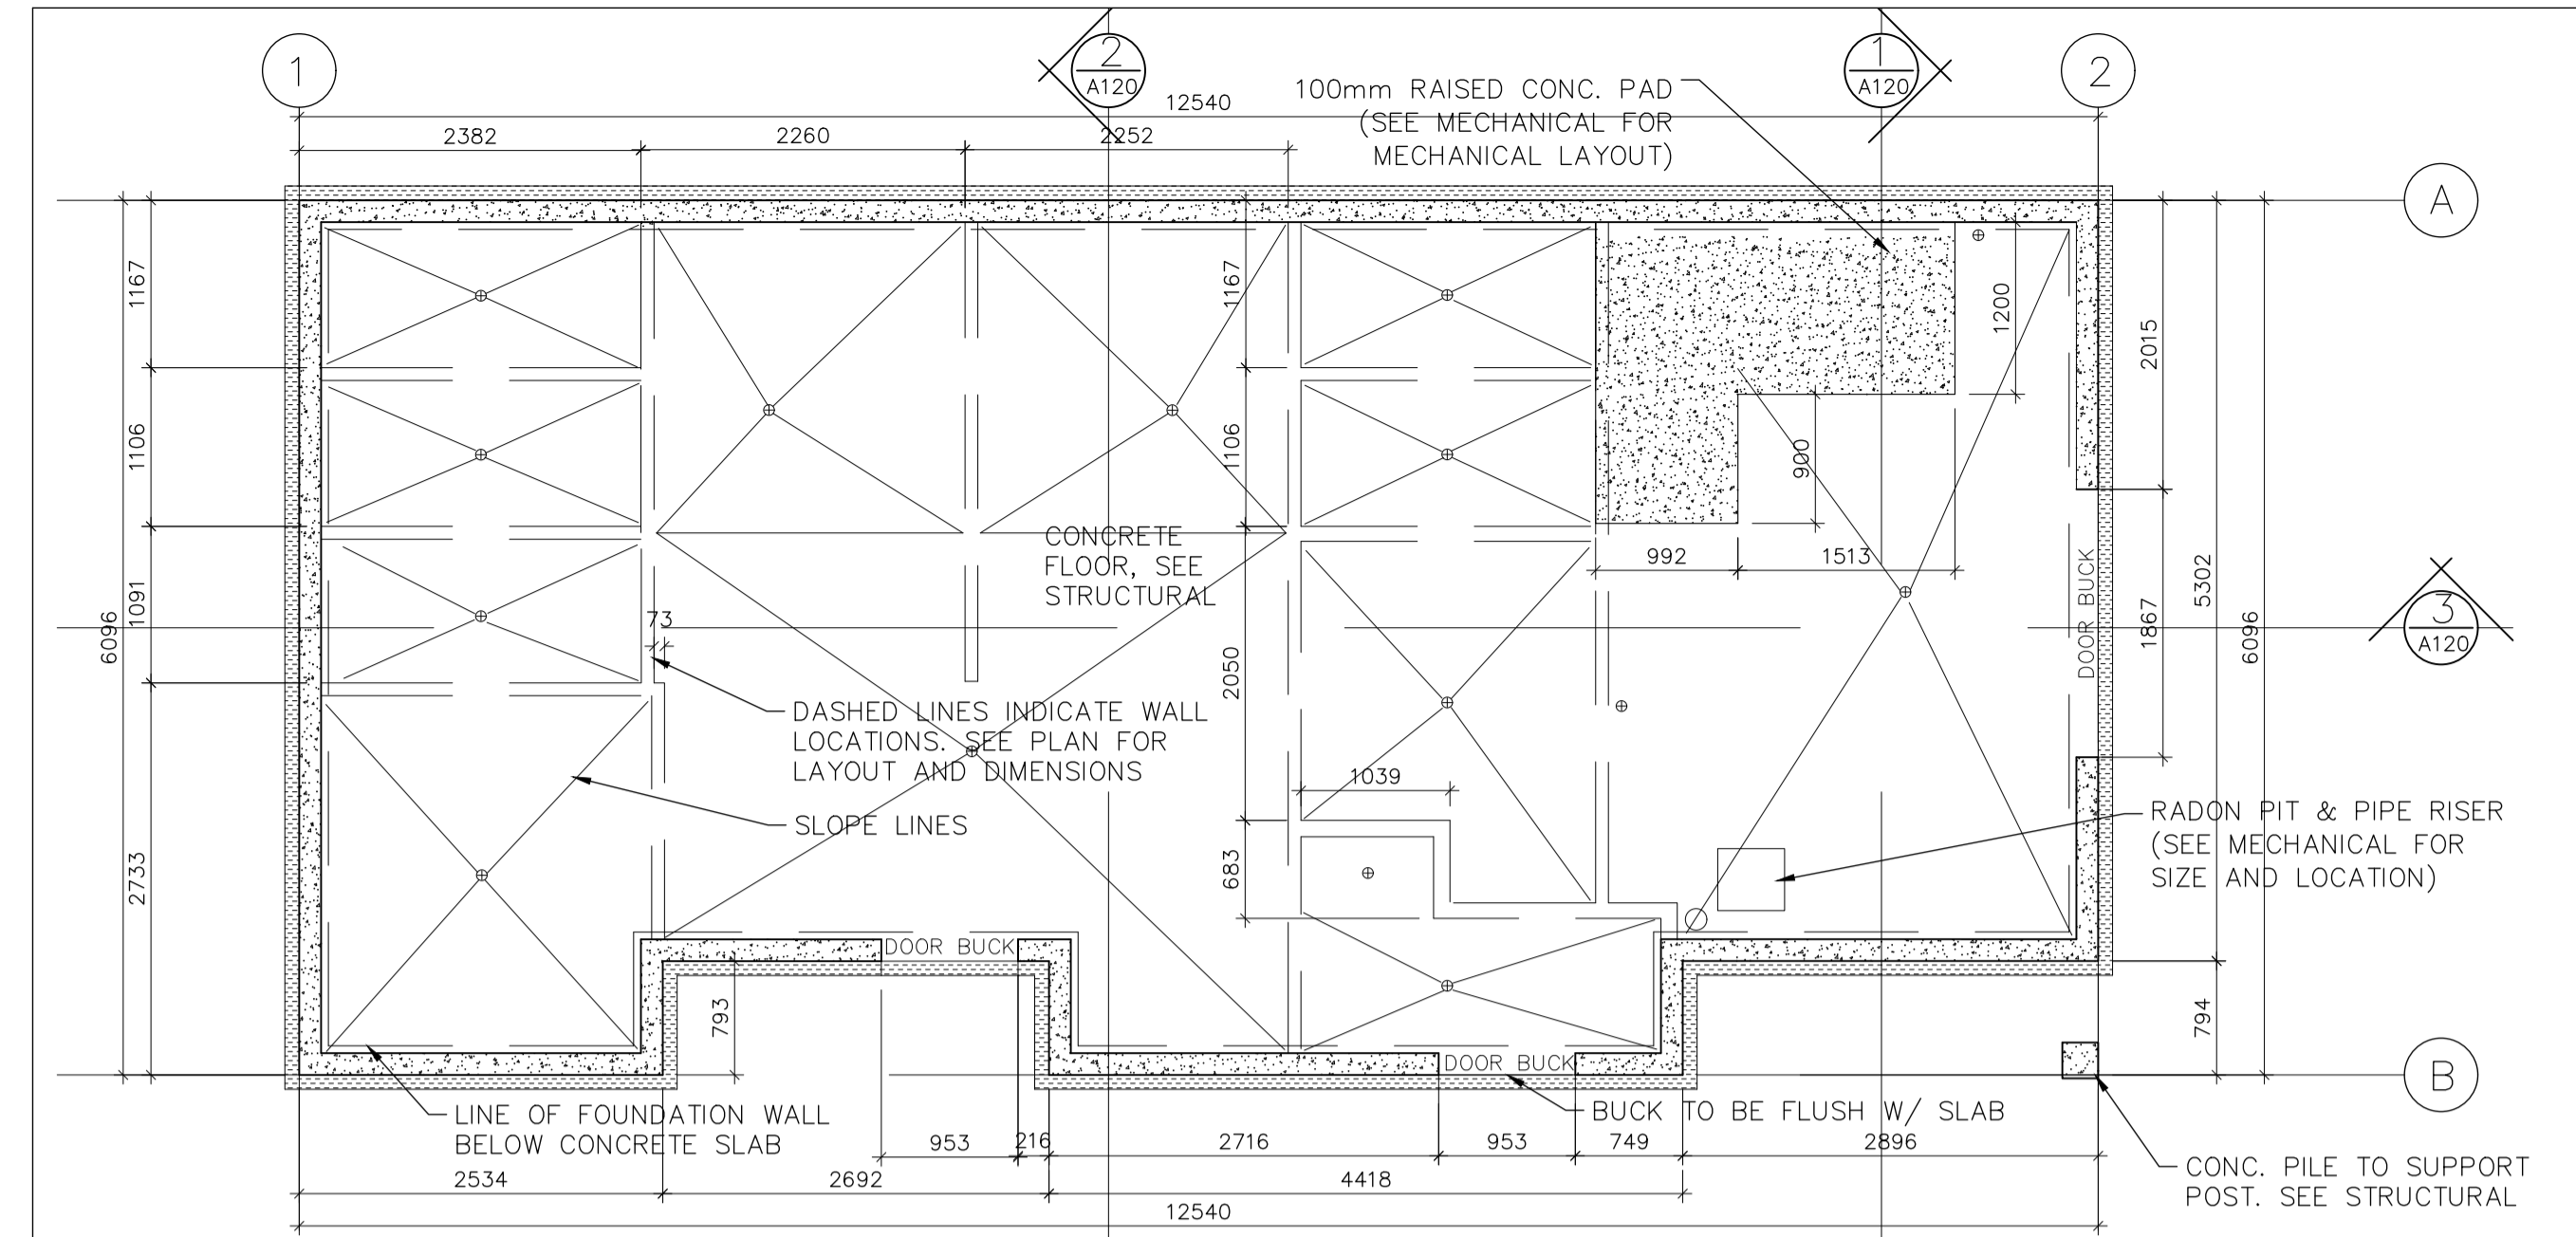 1
2
A120
1
A120
2
12540
2382
2260
2252
100mm RAISED CONC. PAD
(SEE MECHANICAL FOR
MECHANICAL LAYOUT)
A
1167
1106
1091
2733
6096
1167
1106
2050
683
1200
900
992
1513
2015
1867
5302
6096
794
CONCRETE
FLOOR, SEE
STRUCTURAL
73
DOOR BUCK
3
A120
DASHED LINES INDICATE WALL
LOCATIONS. SEE PLAN FOR
LAYOUT AND DIMENSIONS
SLOPE LINES
1039
RADON PIT & PIPE RISER
(SEE MECHANICAL FOR
SIZE AND LOCATION)
DOOR BUCK
793
DOOR BUCK
B
LINE OF FOUNDATION WALL
BELOW CONCRETE SLAB
BUCK TO BE FLUSH W/ SLAB
953
216
2716
953
749
2896
CONC. PILE TO SUPPORT
POST. SEE STRUCTURAL
2534
2692
4418
12540